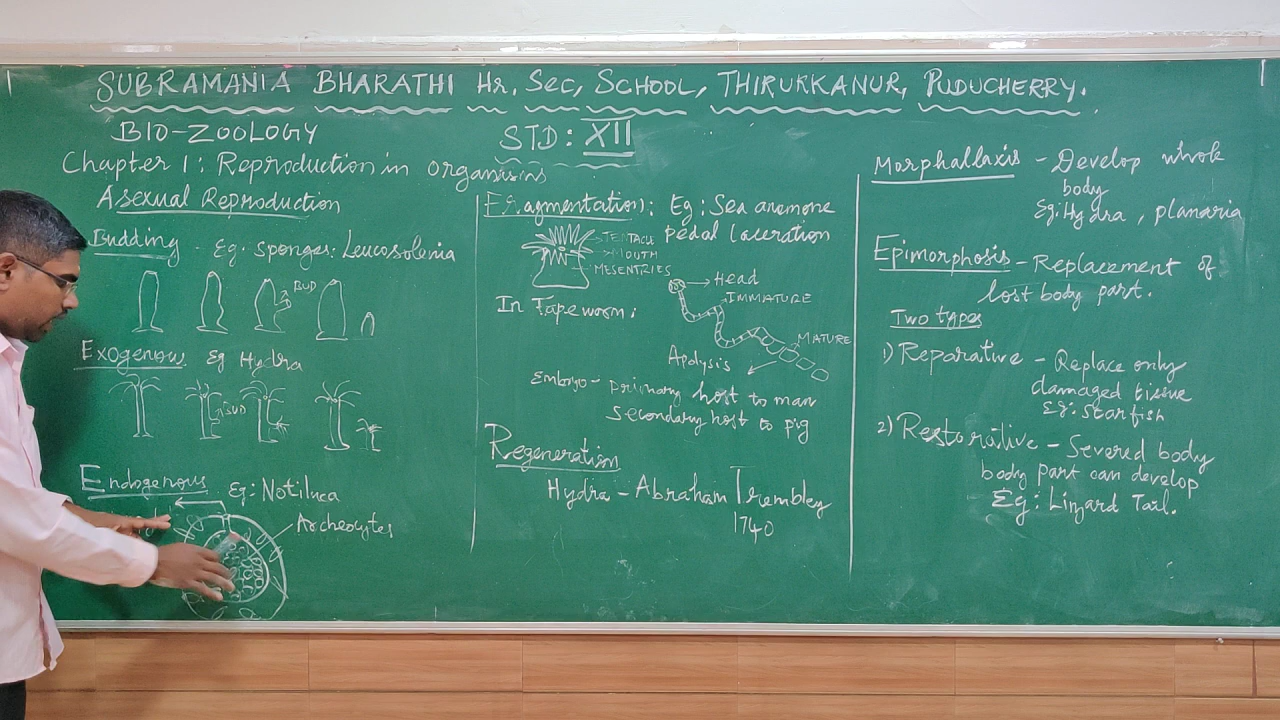 SUBRAMANIA BHARATHI Hr. Sec, SCHOOL, THIRUKKANUR, PUDUCHERRY.
BIO-ZOOLOGY
STD: XII
Chapter 1: Reproduction in organisms
Asexual Reproduction
Budding - Eg. Sponges: Leucosolenia
BUD
Exogenous Eg Hydra
BUD
Endogenous Eg: Notiluca
Archeocytes
Fragmentation: Eg: Sea anemone
pedal laceration
TENTACLE
MOUTH
MESENTRIES
In Tapeworm:
Head
IMMATURE
MATURE
Apolysis
Embryo - primary host to man
secondary host to pig
Regeneration
Hydra - Abraham Trembley
1740
Morphallaxis - Develop whole
body
Eg: Hydra, planaria
Epimorphosis - Replacement of
lost body part.
Two types
1) Reparative - Replace only
damaged tissue
Eg: Starfish
2) Restorative - Severed body
body part can develop
Eg: Linzard Tail.